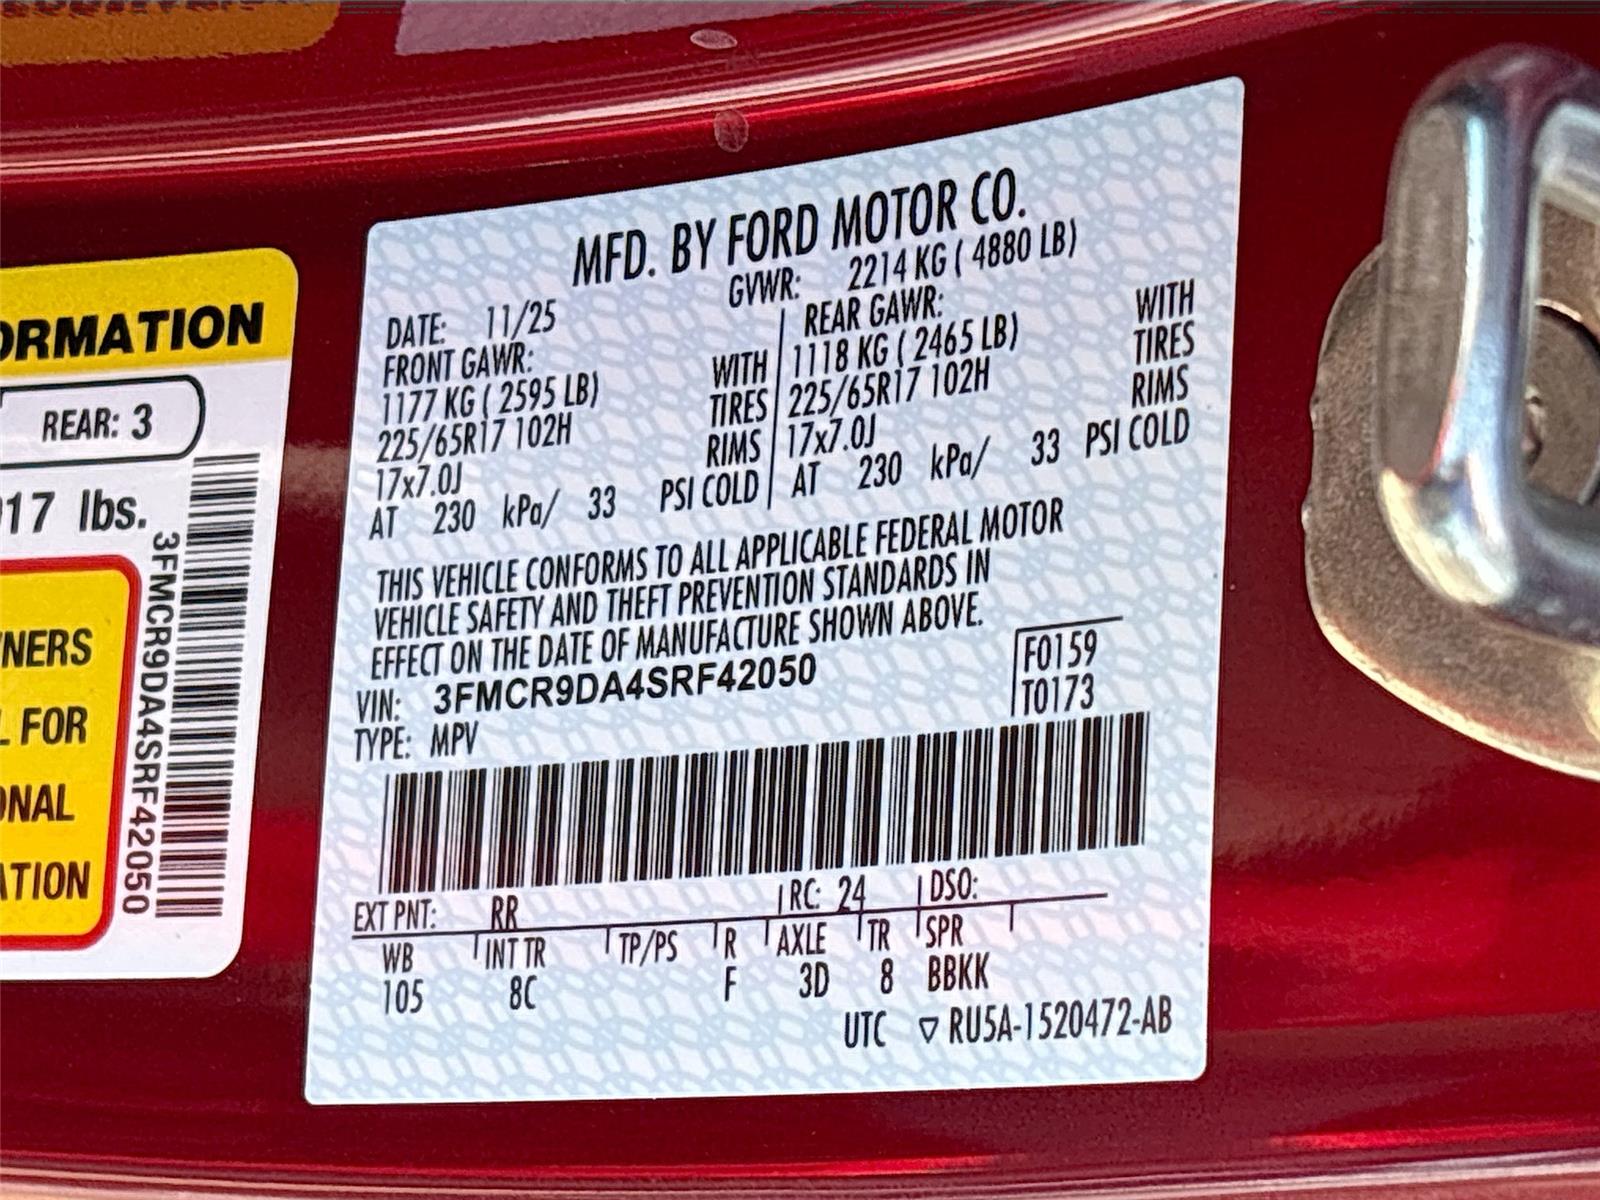 ORMATION
REAR: 3
17 lbs.
NERS
L FOR
ONAL
ATION
3FMCR9DA4SRF42050
MFD. BY FORD MOTOR CO.
DATE: 11/25 GVWR: 2214 KG ( 4880 LB)
FRONT GAWR: REAR GAWR:
1177 KG ( 2595 LB) WITH 1118 KG ( 2465 LB) WITH
225/65R17 102H TIRES 225/65R17 102H TIRES
17x7.0J RIMS 17x7.0J RIMS
AT 230 kPa/ 33 PSI COLD AT 230 kPa/ 33 PSI COLD
THIS VEHICLE CONFORMS TO ALL APPLICABLE FEDERAL MOTOR
VEHICLE SAFETY AND THEFT PREVENTION STANDARDS IN
EFFECT ON THE DATE OF MANUFACTURE SHOWN ABOVE.
VIN: 3FMCR9DA4SRF42050 F0159
TYPE: MPV T0173
EXT PNT: RR RC: 24 DSO:
WB INT TR TP/PS R AXLE TR SPR
105 8C F 3D 8 BBKK
UTC ▽ RU5A-1520472-AB